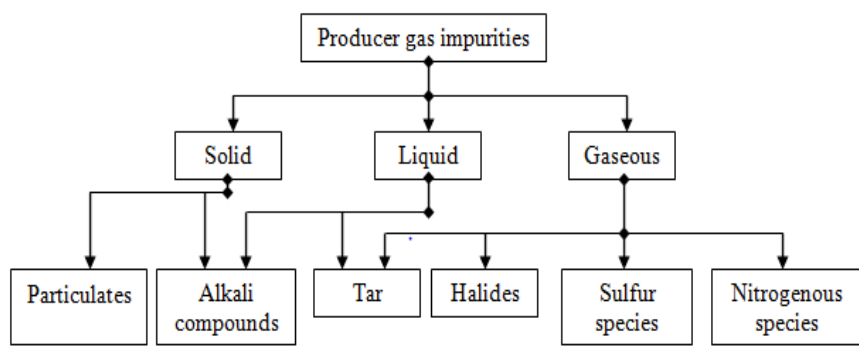 Producer gas impurities
Solid
Liquid
Gaseous
Particulates
Alkali
compounds
Tar
Halides
Sulfur
species
Nitrogenous
species